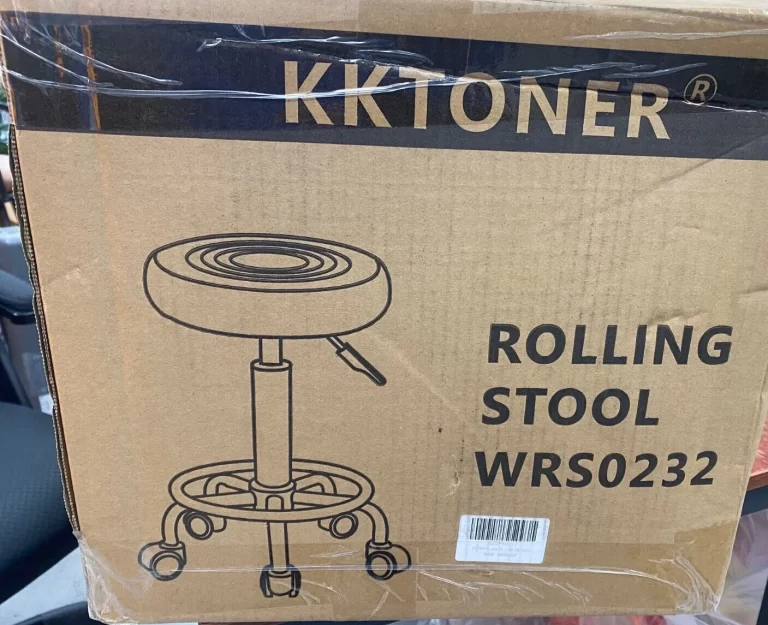 KKTONER®
ROLLING
STOOL
WRS0232